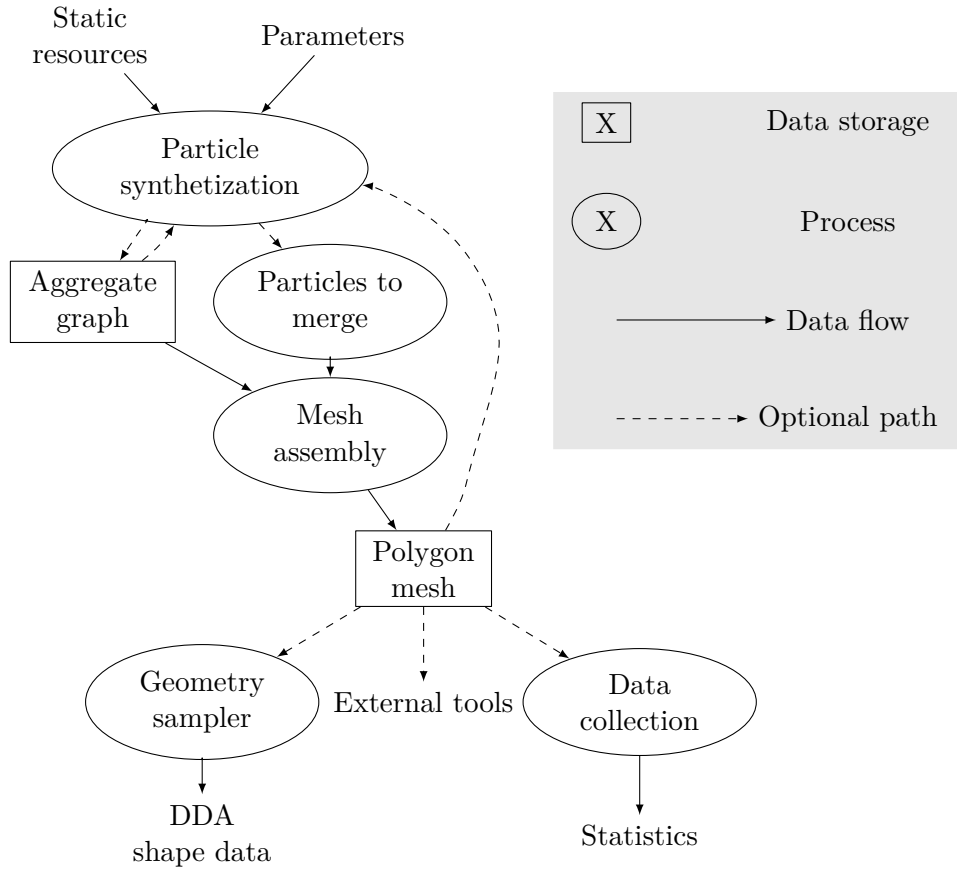 Static
resources
Parameters
Particle
synthetization
Aggregate
graph
Particles to
merge
Mesh
assembly
Polygon
mesh
Geometry
sampler
External tools
Data
collection
DDA
shape data
Statistics
X
Data storage
X
Process
Data flow
Optional path